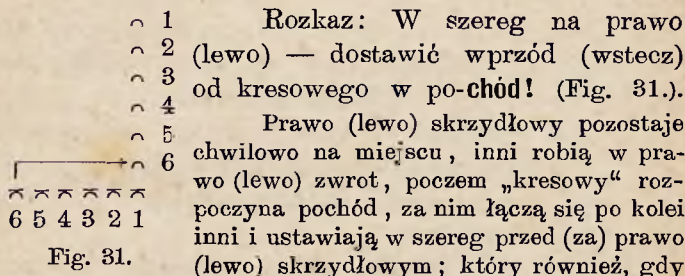 1
2
3
4
5
6
6 5 4 3 2 1
Fig. 31.
Rozkaz: W szereg na prawo
(lewo) — dostawić wprzód (wstecz)
od kresowego w po-chód! (Fig. 31.).
Prawo (lewo) skrzydłowy pozostaje
chwilowo na miejscu, inni robią w pra-
wo (lewo) zwrot, poczem „kresowy“ roz-
poczyna pochód, za nim łączą się po kolei
inni i ustawiają w szereg przed (za) prawo
(lewo) skrzydłowym; który również, gdy